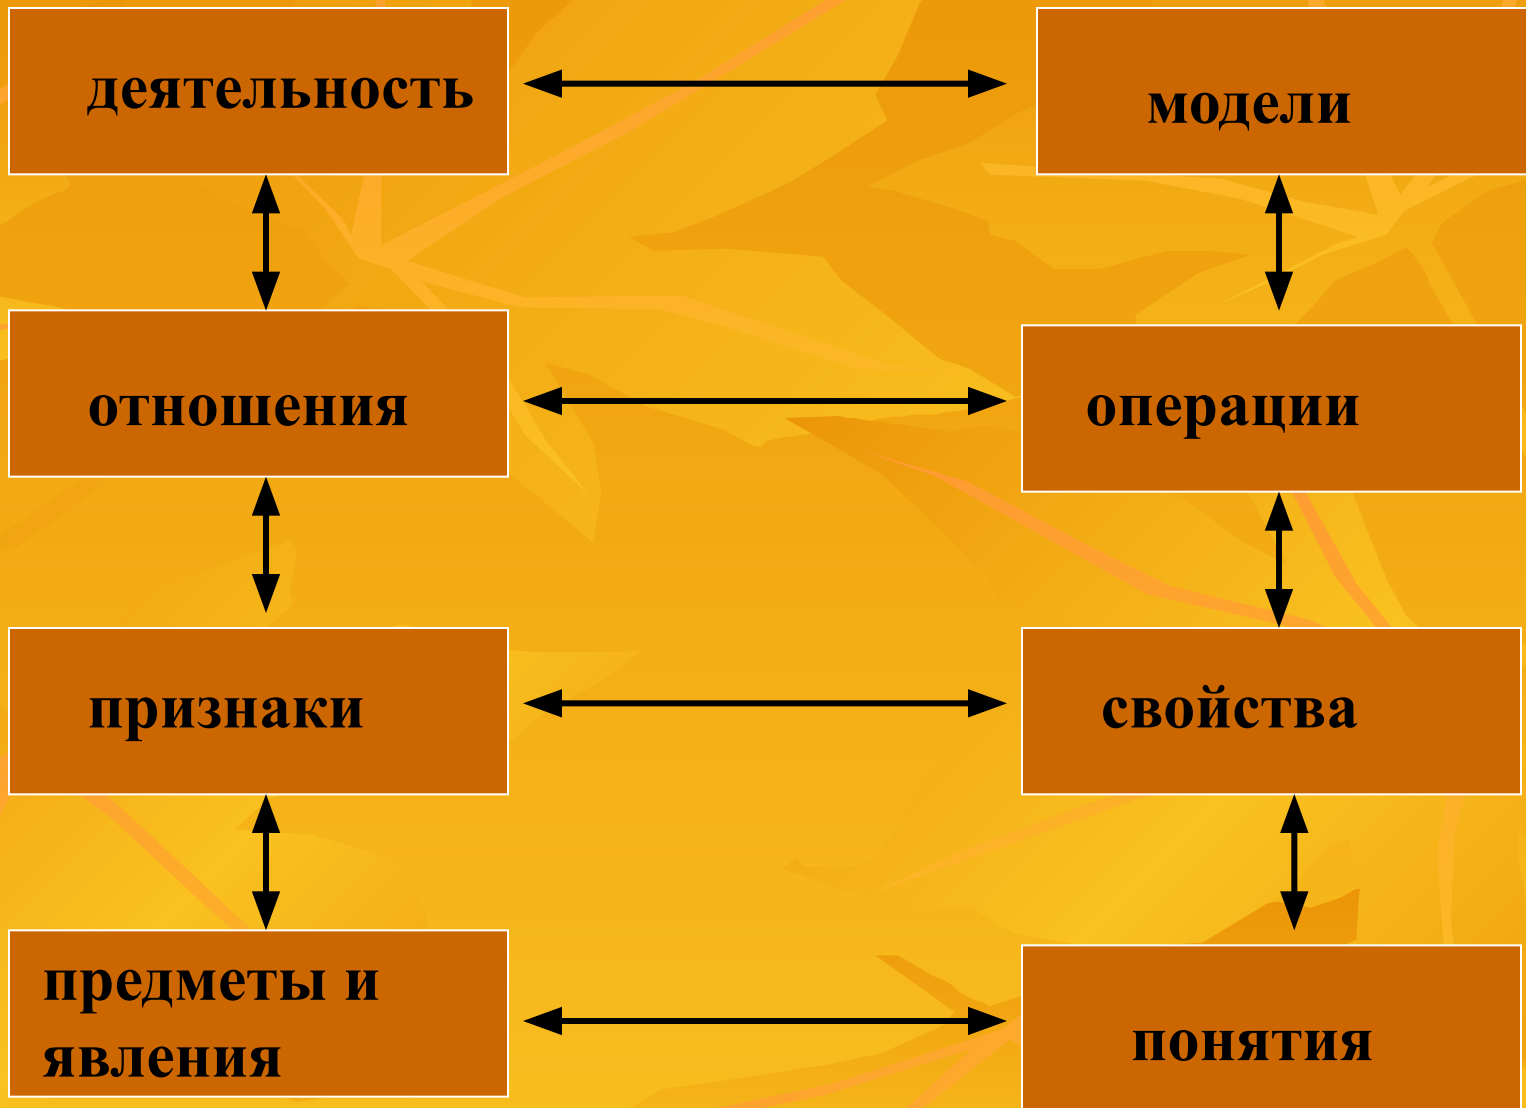 деятельность
модели
отношения
операции
признаки
свойства
предметы и
явления
понятия